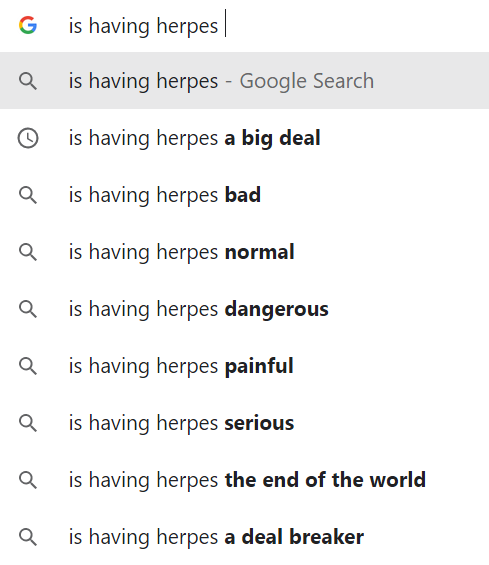 is having herpes
is having herpes - Google Search
is having herpes a big deal
is having herpes bad
is having herpes normal
is having herpes dangerous
is having herpes painful
is having herpes serious
is having herpes the end of the world
is having herpes a deal breaker